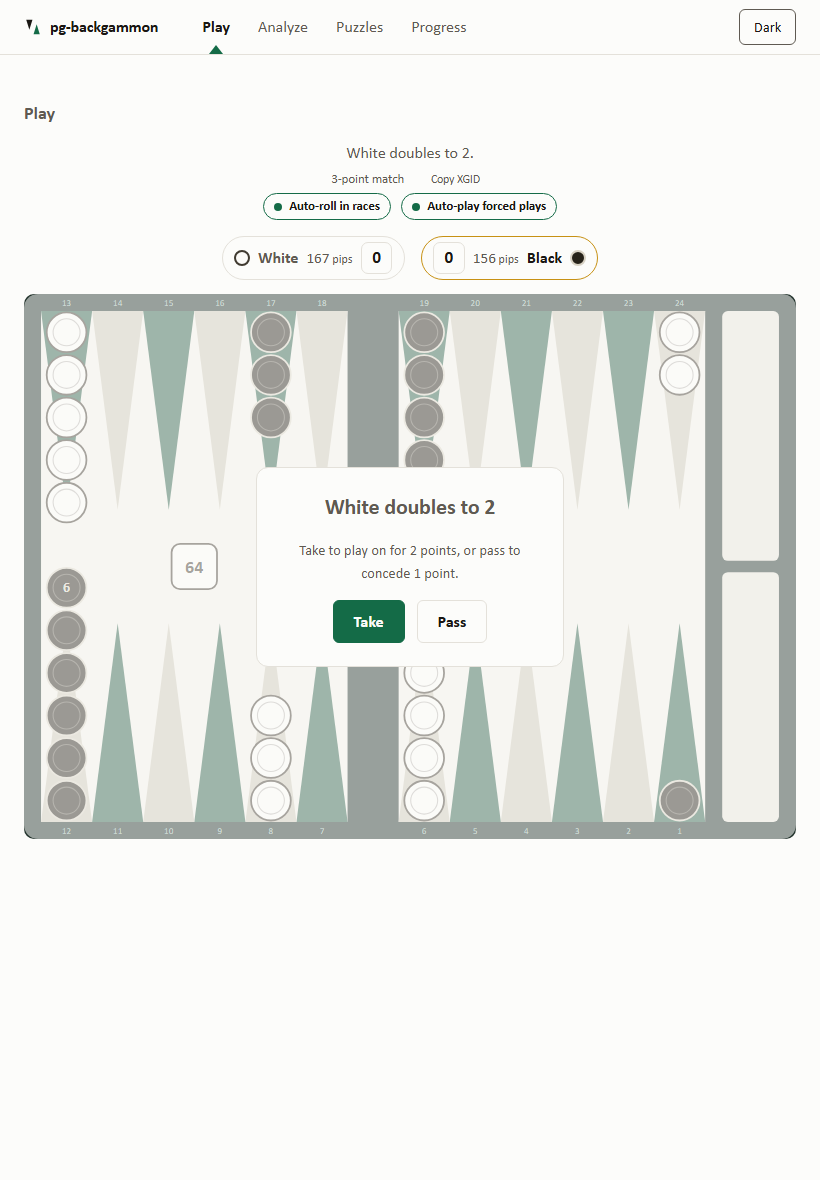 pg-backgammon Play Analyze Puzzles Progress Dark
Play
White doubles to 2.
3-point match Copy XGID
Auto-roll in races Auto-play forced plays
White 167 pips 0 0 156 pips Black
13 14 15 16 17 18 19 20 21 22 23 24
White doubles to 2
Take to play on for 2 points, or pass to
concede 1 point.
64
6
Take Pass
12 11 10 9 8 7 6 5 4 3 2 1